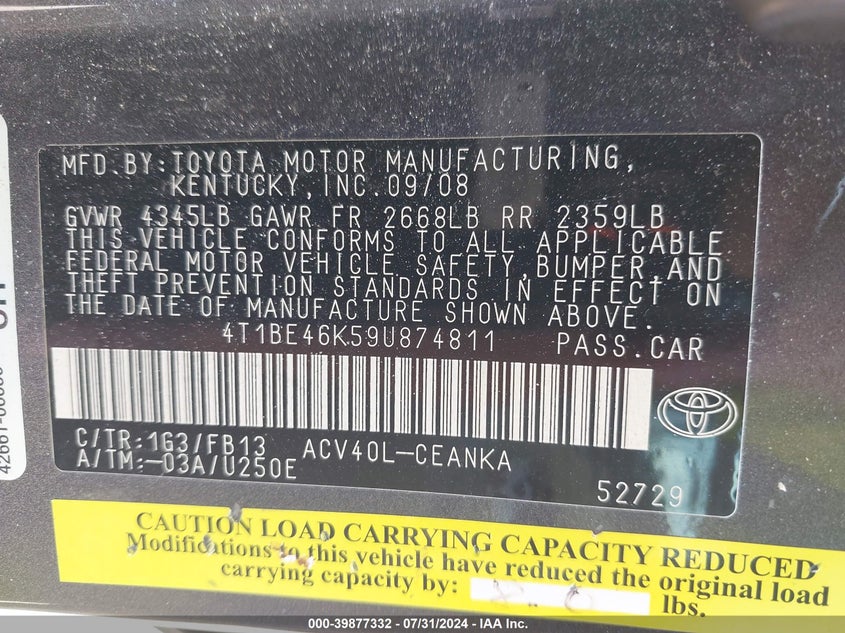 MFD.BY:TOYOTA MOTOR MANUFACTURING,
KENTUCKY,INC.09/08
GVWR 4345LB GAWR FR 2668LB RR 2359LB
THIS VEHICLE CONFORMS TO ALL APPLICABLE
FEDERAL MOTOR VEHICLE SAFETY,BUMPER,AND
THEFT PREVENTION STANDARDS IN EFFECT ON
THE DATE OF MANUFACTURE SHOWN ABOVE.
4T1BE46K59U874811 PASS.CAR
C/TR:1G3/FB13 ACV40L-CEANKA
A/TM:-03A/U250E
52729
CAUTION LOAD CARRYING CAPACITY REDUCED
Modifications to this vehicle have reduced the original load
carrying capacity by: lbs.
000-39877332 / 07/31/2024 - IAA Inc.